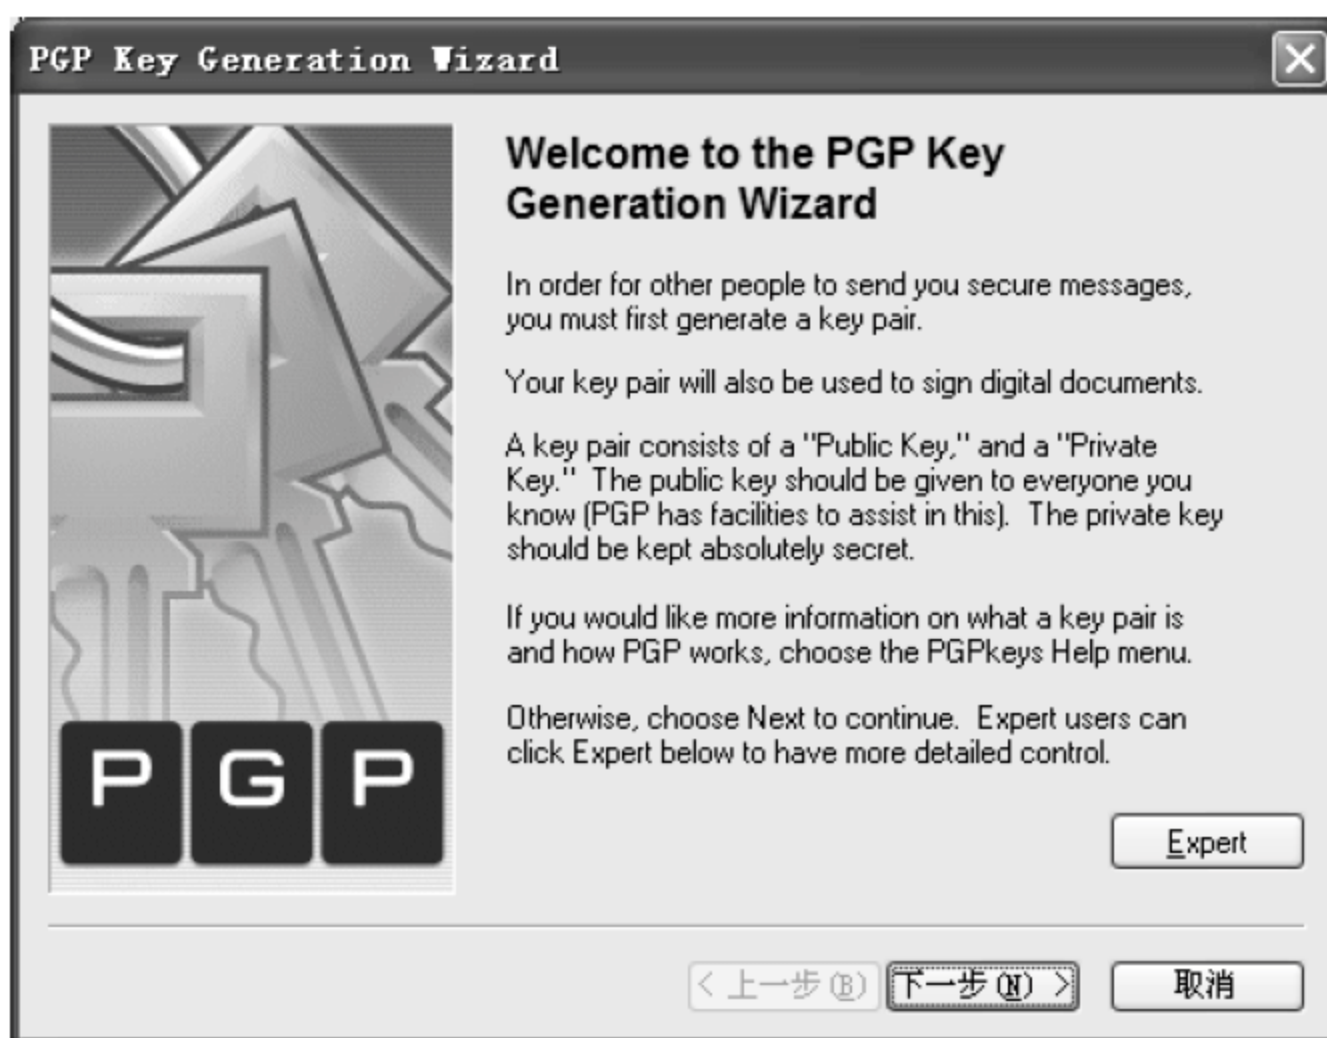 PGP Key Generation Wizard
Welcome to the PGP Key
Generation Wizard
In order for other people to send you secure messages,
you must first generate a key pair.
Your key pair will also be used to sign digital documents.
A key pair consists of a "Public Key," and a "Private
Key."  The public key should be given to everyone you
know (PGP has facilities to assist in this).  The private key
should be kept absolutely secret.
If you would like more information on what a key pair is
and how PGP works, choose the PGPkeys Help menu.
Otherwise, choose Next to continue.  Expert users can
click Expert below to have more detailed control.
P G P
Expert
< 上一步(B) 下一步(N) > 取消